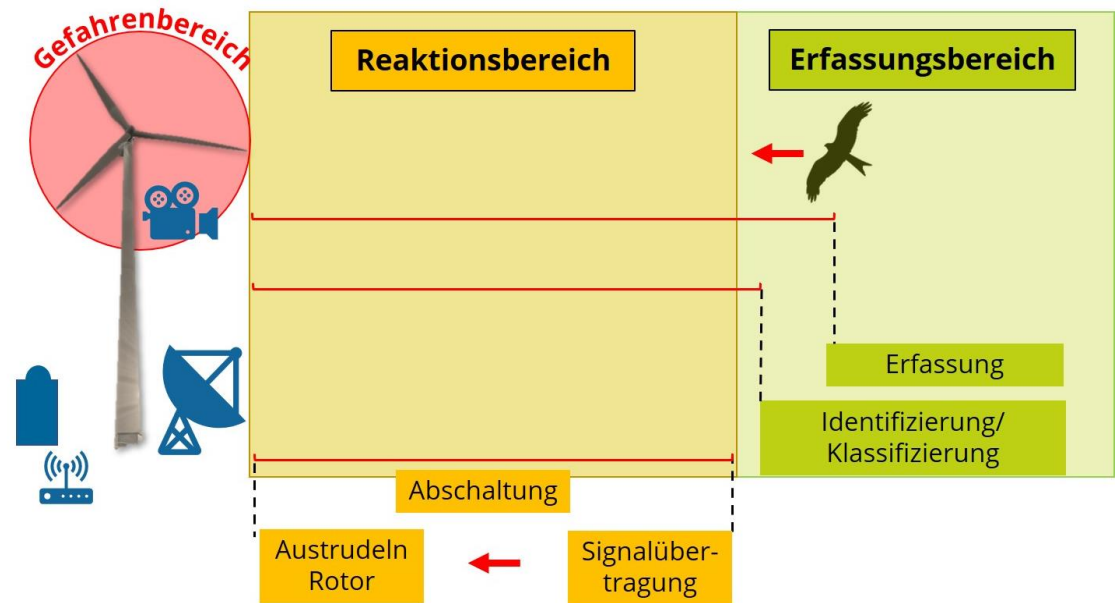 Gefahrenbereich
Reaktionsbereich
Erfassungsbereich
Erfassung
Identifizierung/
Klassifizierung
Abschaltung
Austrudeln
Rotor
Signalüber-
tragung